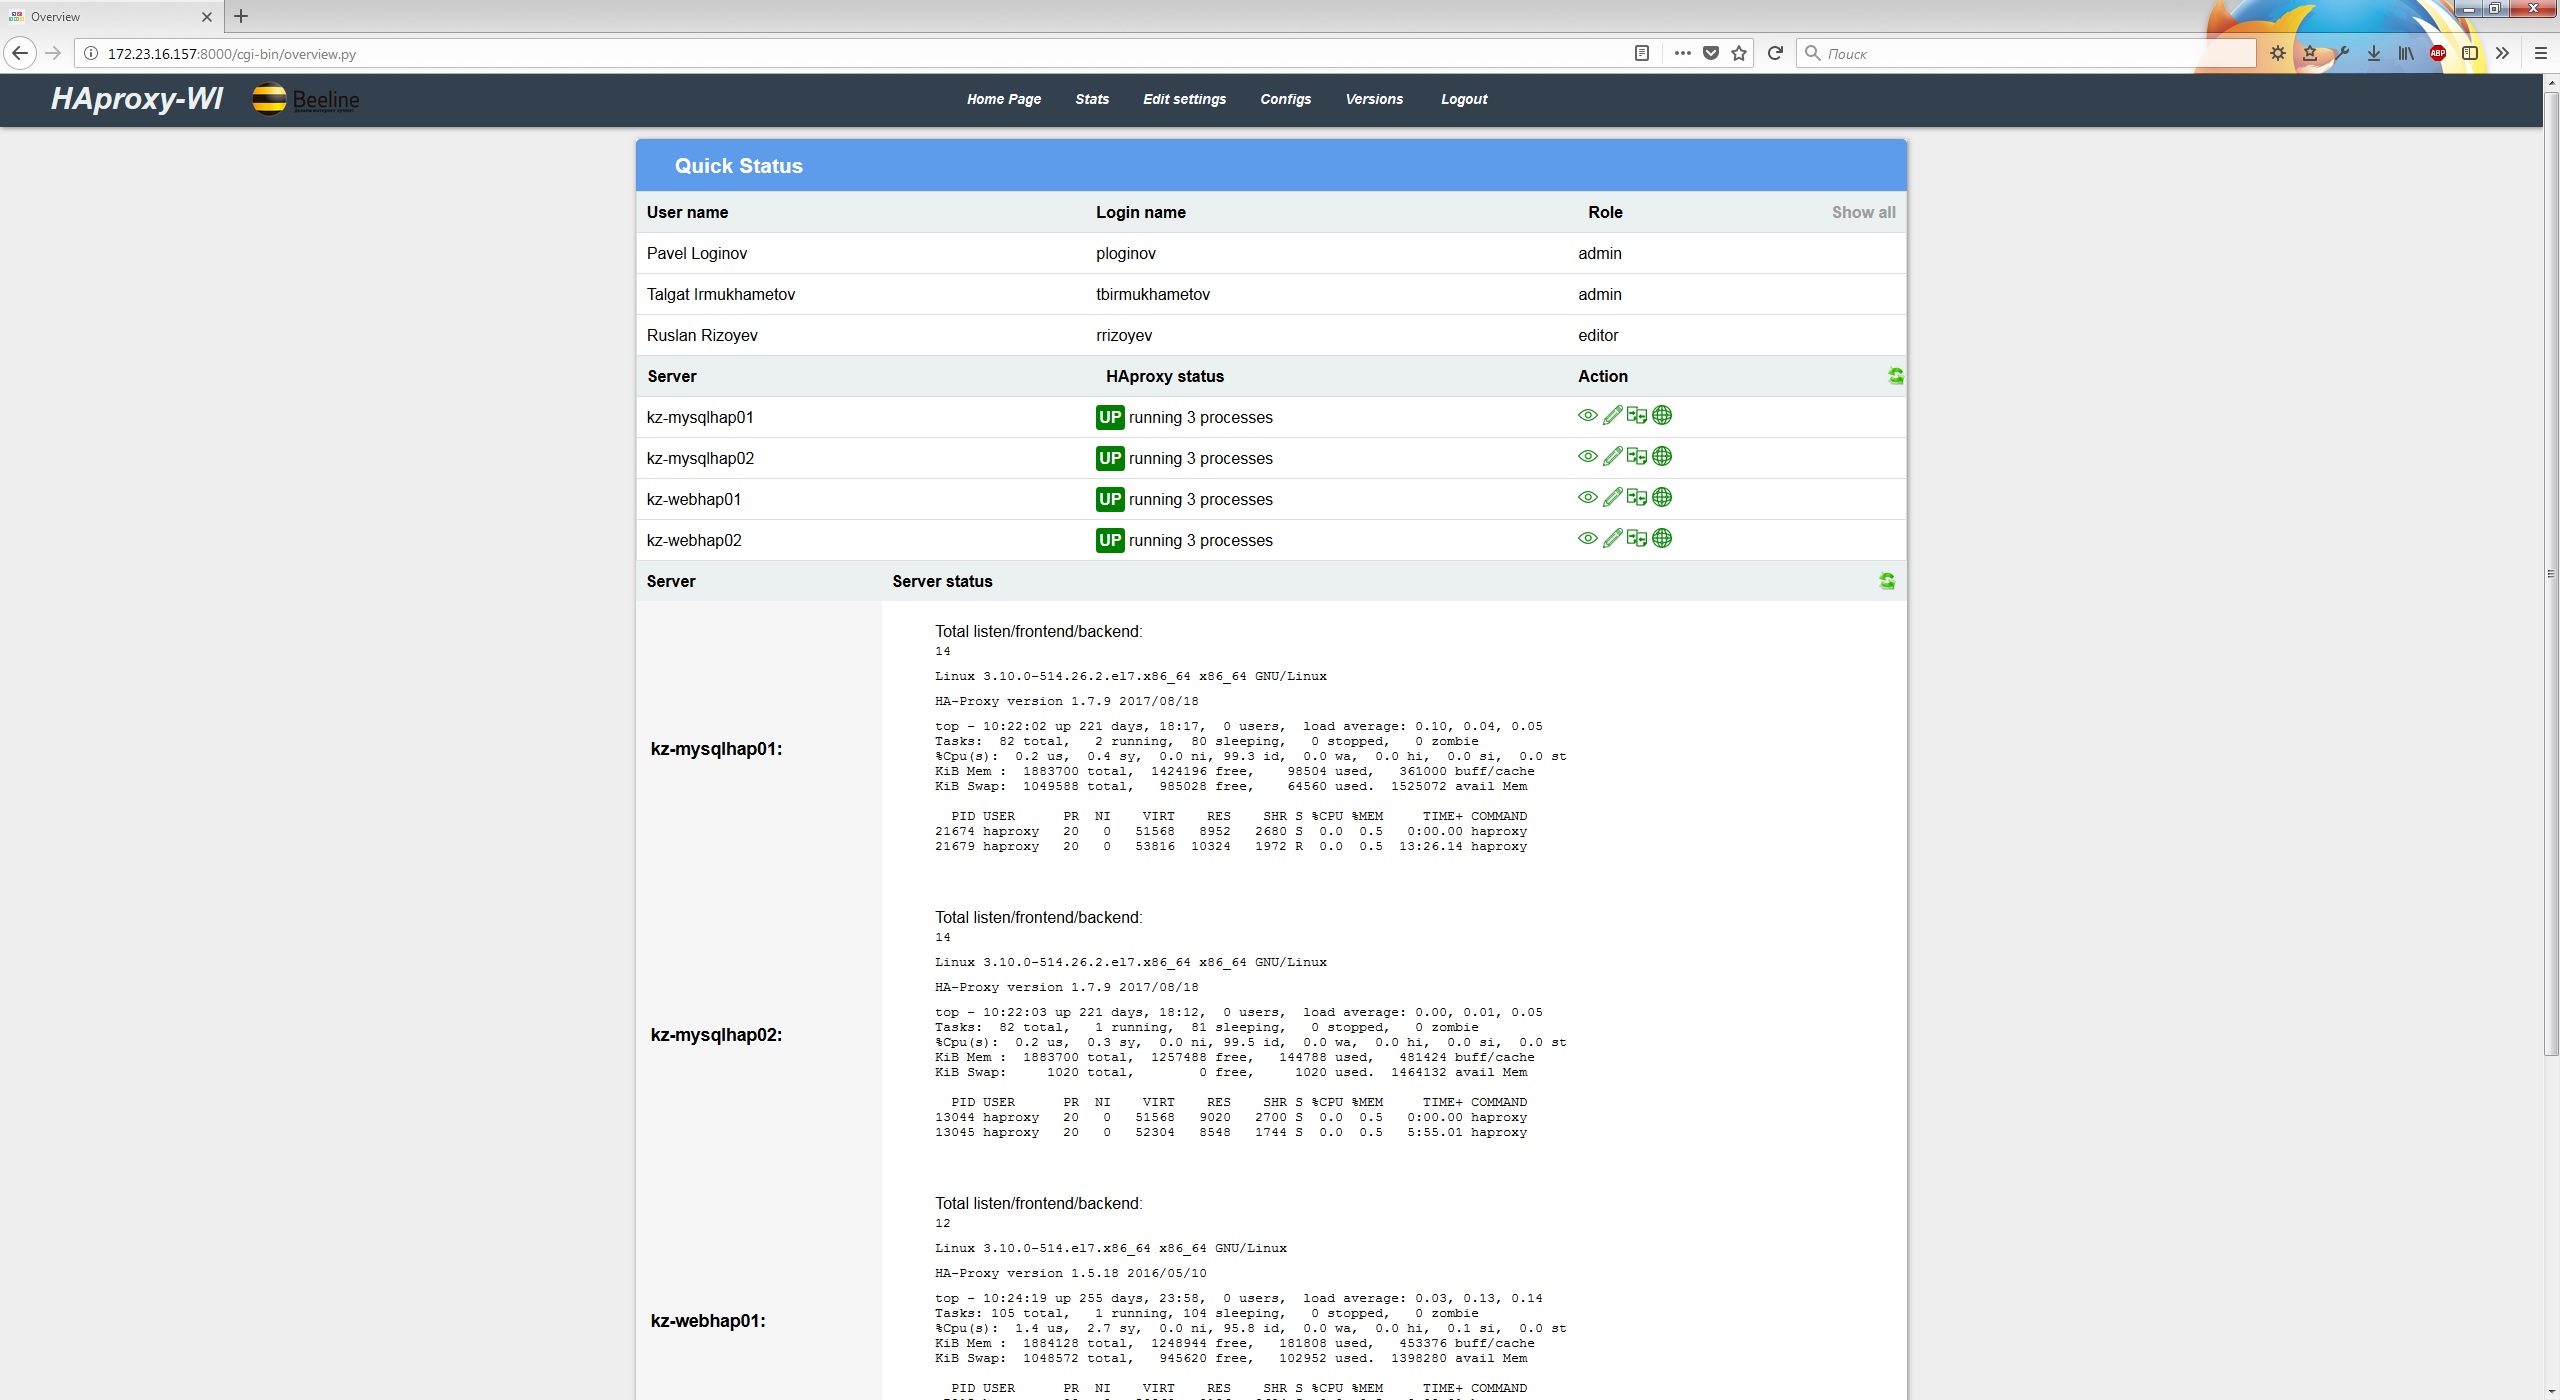 Overview
172.23.16.157:8000/cgi-bin/overview.py
Поиск
ABP
HAproxy-WI
Beeline
Home Page Stats Edit settings Configs Versions Logout
Quick Status
User name Login name Role Show all
Pavel Loginov ploginov admin
Talgat Irmukhametov tbirmukhametov admin
Ruslan Rizoyev rrizoyev editor
Server HAproxy status Action
kz-mysqlhap01 UP running 3 processes
kz-mysqlhap02 UP running 3 processes
kz-webhap01 UP running 3 processes
kz-webhap02 UP running 3 processes
Server Server status
kz-mysqlhap01:
Total listen/frontend/backend:
14
Linux 3.10.0-514.26.2.el7.x86_64 x86_64 GNU/Linux
HA-Proxy version 1.7.9 2017/08/18
top - 10:22:02 up 221 days, 18:17,  0 users,  load average: 0.10, 0.04, 0.05
Tasks:  82 total,   2 running,  80 sleeping,   0 stopped,   0 zombie
%Cpu(s):  0.2 us,  0.4 sy,  0.0 ni, 99.3 id,  0.0 wa,  0.0 hi,  0.0 si,  0.0 st
KiB Mem :  1883700 total,  1424196 free,    98504 used,   361000 buff/cache
KiB Swap:  1049588 total,   985028 free,    64560 used.  1525072 avail Mem
PID USER      PR  NI    VIRT    RES    SHR S %CPU %MEM     TIME+ COMMAND
21674 haproxy   20   0   51568   8952   2680 S  0.0  0.5   0:00.00 haproxy
21679 haproxy   20   0   53816  10324   1972 R  0.0  0.5  13:26.14 haproxy
kz-mysqlhap02:
Total listen/frontend/backend:
14
Linux 3.10.0-514.26.2.el7.x86_64 x86_64 GNU/Linux
HA-Proxy version 1.7.9 2017/08/18
top - 10:22:03 up 221 days, 18:12,  0 users,  load average: 0.00, 0.01, 0.05
Tasks:  82 total,   1 running,  81 sleeping,   0 stopped,   0 zombie
%Cpu(s):  0.2 us,  0.3 sy,  0.0 ni, 99.5 id,  0.0 wa,  0.0 hi,  0.0 si,  0.0 st
KiB Mem :  1883700 total,  1257488 free,   144788 used,   481424 buff/cache
KiB Swap:     1020 total,        0 free,     1020 used.  1464132 avail Mem
PID USER      PR  NI    VIRT    RES    SHR S %CPU %MEM     TIME+ COMMAND
13044 haproxy   20   0   51568   9020   2700 S  0.0  0.5   0:00.00 haproxy
13045 haproxy   20   0   52304   8548   1744 S  0.0  0.5   5:55.01 haproxy
kz-webhap01:
Total listen/frontend/backend:
12
Linux 3.10.0-514.el7.x86_64 x86_64 GNU/Linux
HA-Proxy version 1.5.18 2016/05/10
top - 10:24:19 up 255 days, 23:58,  0 users,  load average: 0.03, 0.13, 0.14
Tasks: 105 total,   1 running, 104 sleeping,   0 stopped,   0 zombie
%Cpu(s):  1.4 us,  2.7 sy,  0.0 ni, 95.8 id,  0.0 wa,  0.0 hi,  0.1 si,  0.0 st
KiB Mem :  1884128 total,  1248944 free,   181808 used,   453376 buff/cache
KiB Swap:  1048572 total,   945620 free,   102952 used.  1398280 avail Mem
PID USER      PR  NI    VIRT    RES    SHR S %CPU %MEM     TIME+ COMMAND